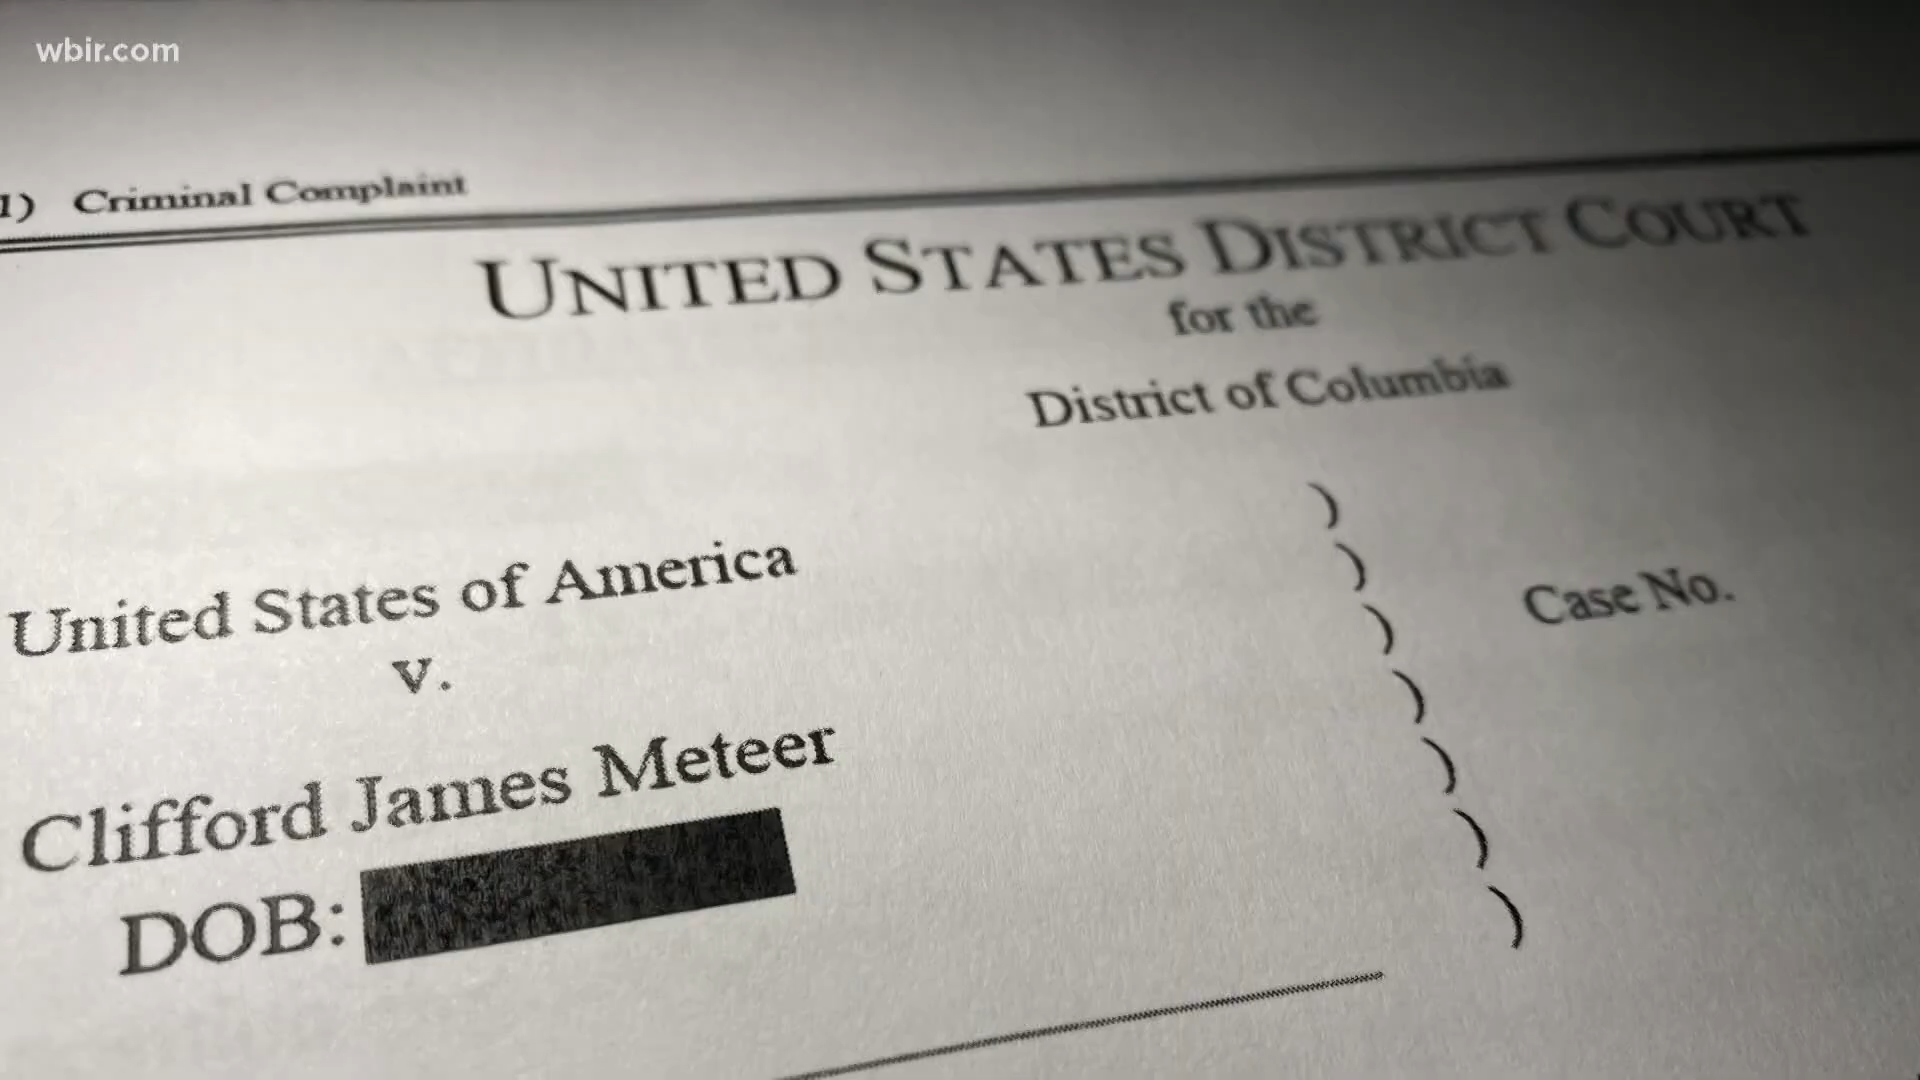 wbir.com
1) Criminal Complaint
UNITED STATES DISTRICT COURT
for the
District of Columbia
United States of America
v.
Clifford James Meteer
DOB:
)
)
)
)
)
)
)
Case No.